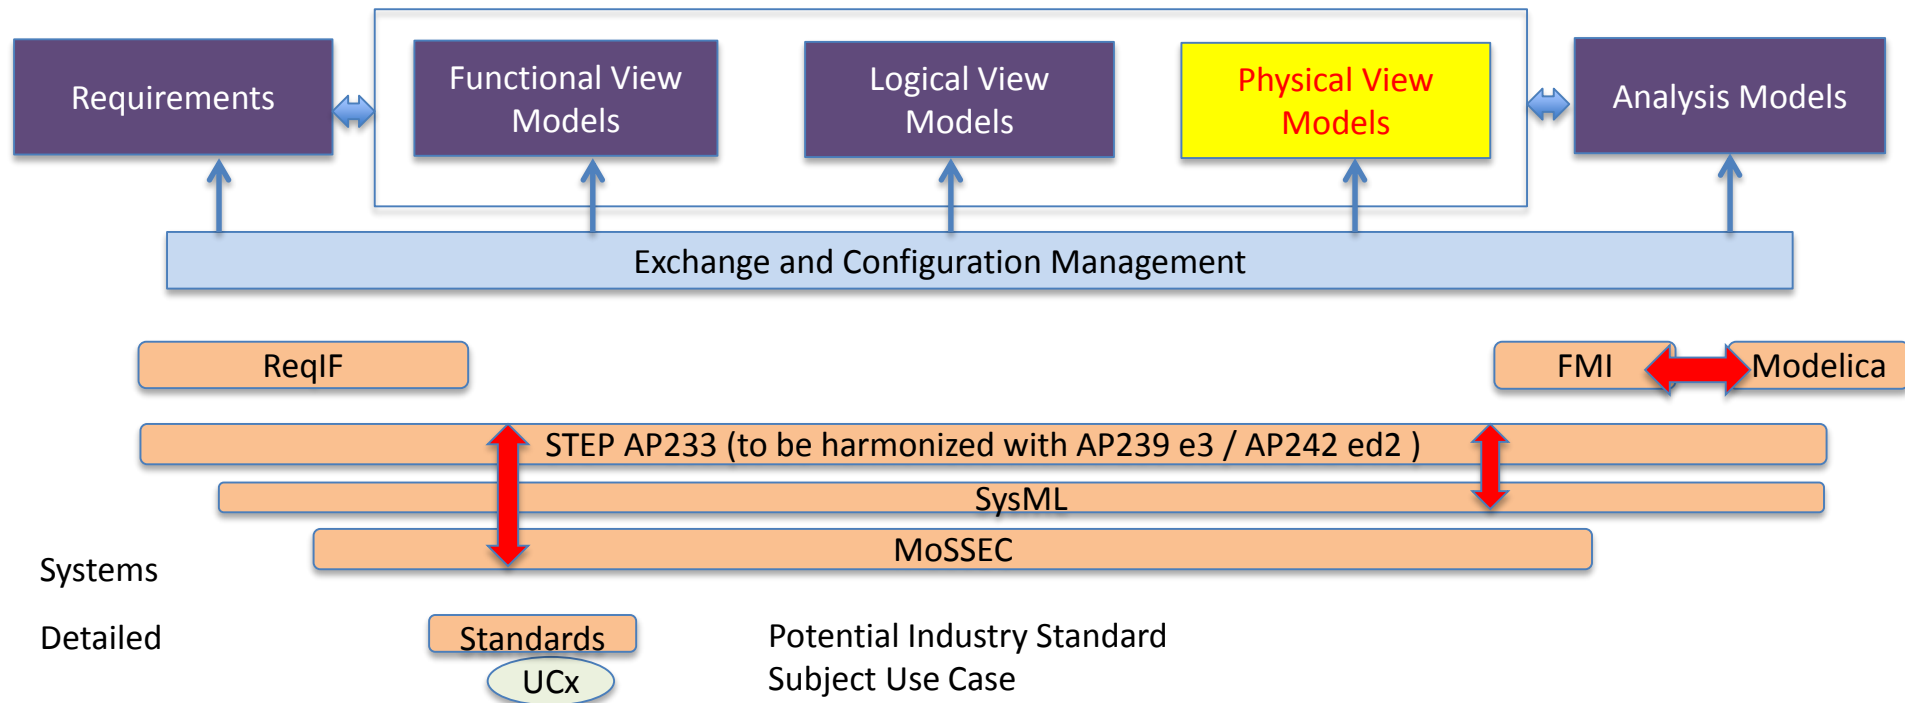 Requirements
Functional View
Models
Logical View
Models
Physical View
Models
Analysis Models
Exchange and Configuration Management
ReqIF
FMI
Modelica
STEP AP233 (to be harmonized with AP239 e3 / AP242 ed2 )
SysML
MoSSEC
Systems
Detailed
Standards
Potential Industry Standard
UCx
Subject Use Case